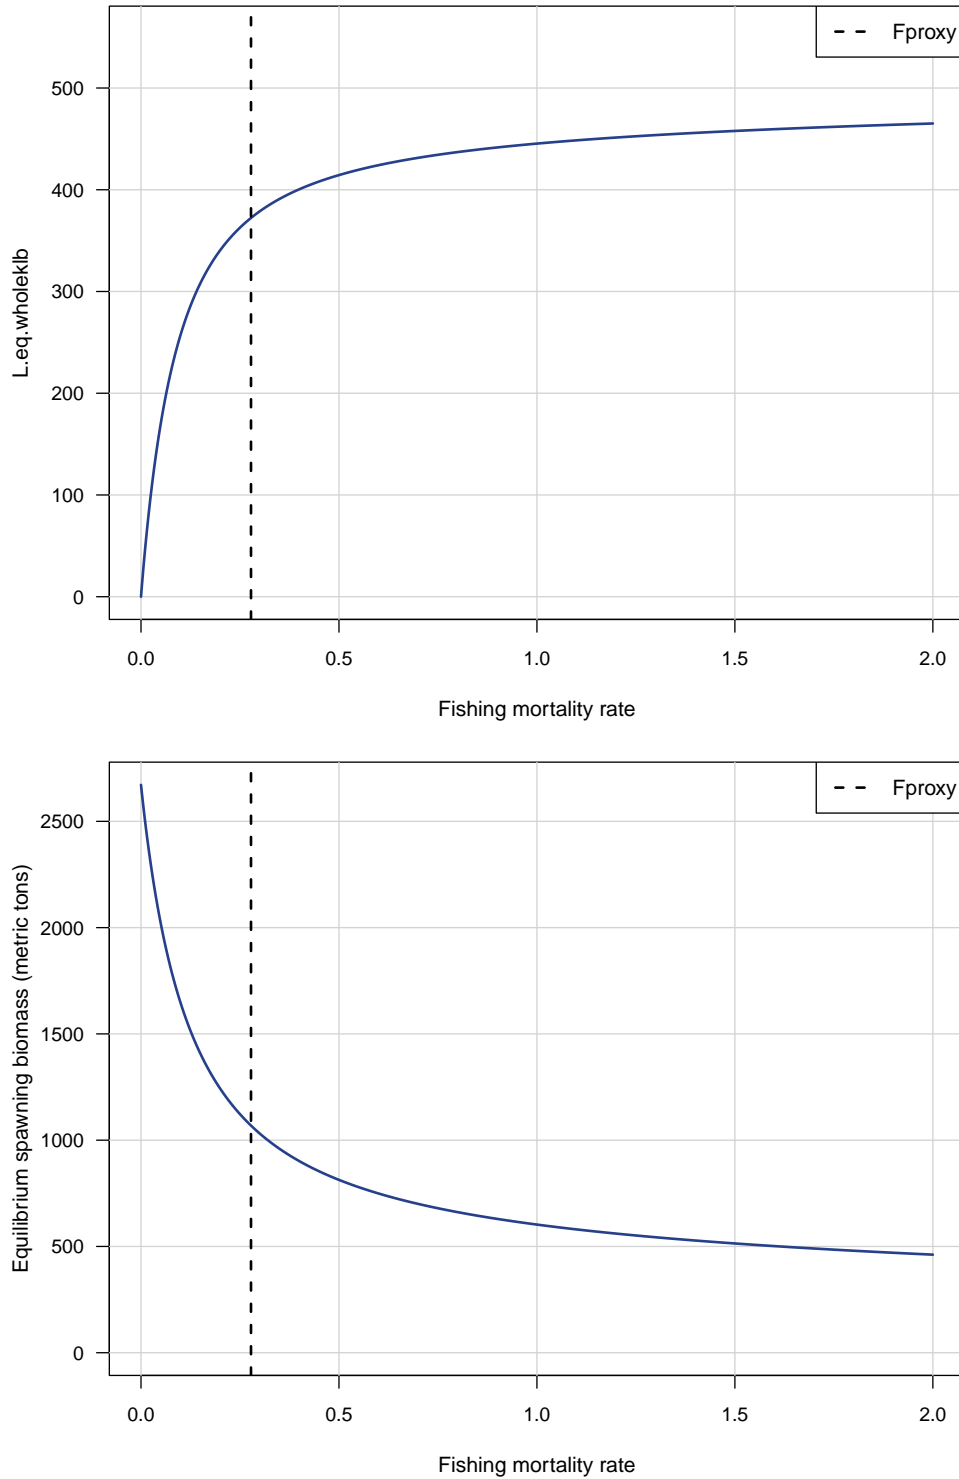 Fproxy
500
400
300
200
100
0
L.eq.wholeklb
0.0 0.5 1.0 1.5 2.0
Fishing mortality rate
Fproxy
2500
2000
1500
1000
500
0
Equilibrium spawning biomass (metric tons)
0.0 0.5 1.0 1.5 2.0
Fishing mortality rate